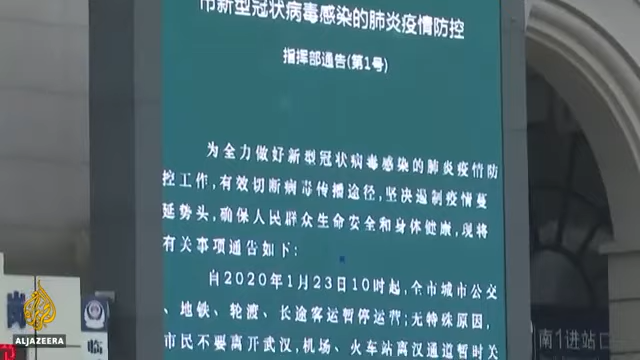 市新型冠状病毒感染的肺炎疫情防控
指挥部通告(第1号)
为全力做好新型冠状病毒感染的肺炎疫情防
控工作,有效切断病毒传播途径,坚决遏制疫情蔓
延势头,确保人民群众生命安全和身体健康,现将
有关事项通告如下:
自2020年1月23日10时起,全市城市公交
、地铁、轮渡、长途客运暂停运营;无特殊原因,
市民不要离开武汉,机场、火车站离汉通道暂时关
岗
临
南1进站口
ALJAZEERA